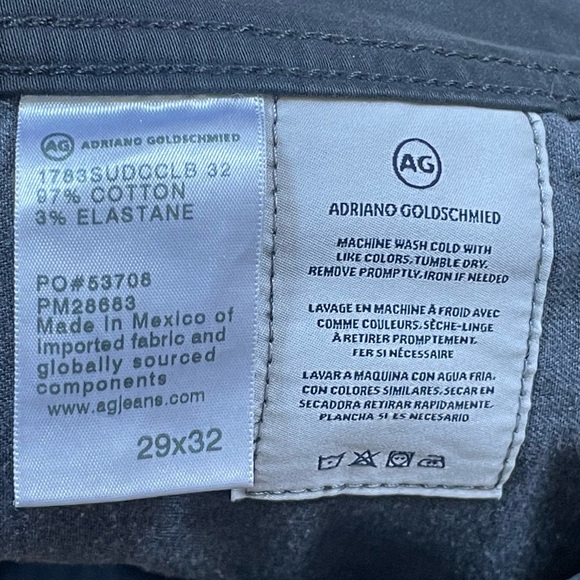 AG ADRIANO GOLDSCHMIED
1783SUDCCLB 32
97% COTTON
3% ELASTANE
PO#53708
PM28683
Made in Mexico of
imported fabric and
globally sourced
components
www.agjeans.com
29x32
AG
ADRIANO GOLDSCHMIED
MACHINE WASH COLD WITH
LIKE COLORS. TUMBLE DRY.
REMOVE PROMPTLY. IRON IF NEEDED
LAVAGE EN MACHINE À FROID AVEC
COMME COULEURS. SÈCHE-LINGE
À RETIRER PROMPTEMENT.
FER SI NÉCESSAIRE
LAVAR A MAQUINA CON AGUA FRIA,
CON COLORES SIMILARES. SECAR EN
SECADORA RETIRAR RAPIDAMENTE.
PLANCHA SI ES NECESARIO